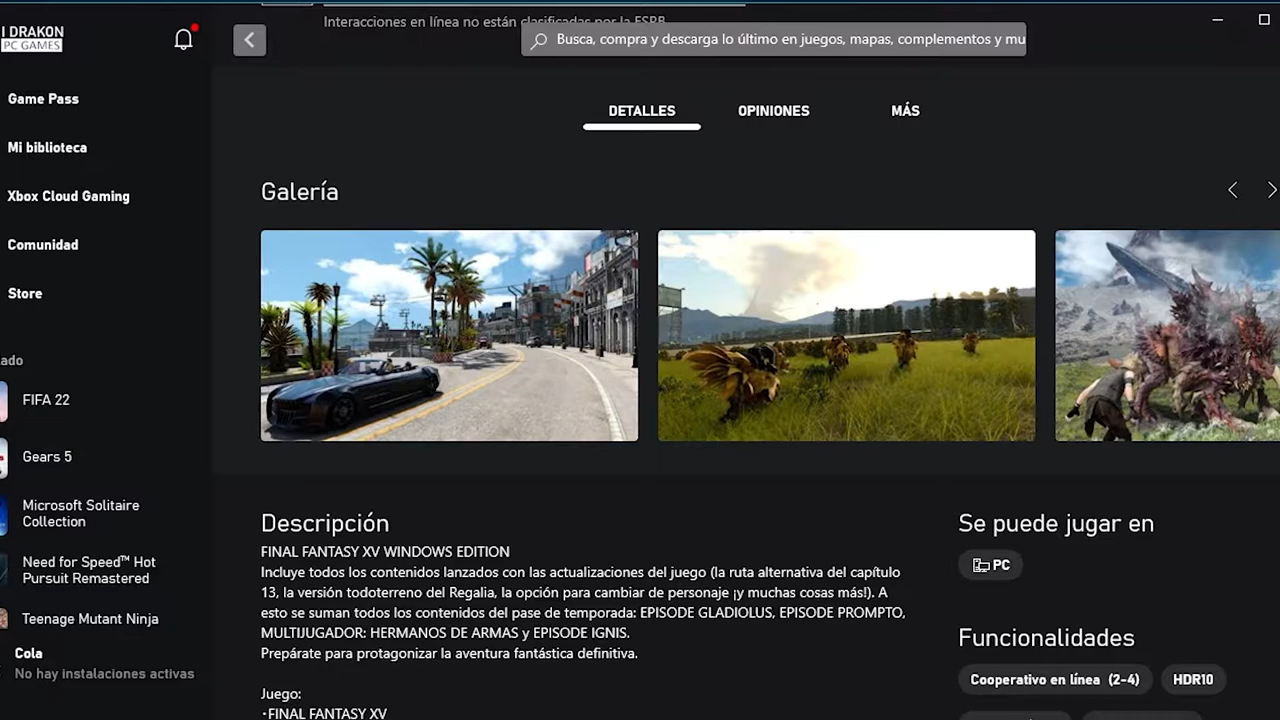 Interacciones en línea no están clasificadas por la ESRB
I DRAKON
PC GAMES
Busca, compra y descarga lo último en juegos, mapas, complementos y mu
Game Pass
Mi biblioteca
Xbox Cloud Gaming
Comunidad
Store
lado
FIFA 22
Gears 5
Microsoft Solitaire
Collection
Need for Speed™ Hot
Pursuit Remastered
Teenage Mutant Ninja
Cola
No hay instalaciones activas
DETALLES
OPINIONES
MÁS
Galería
Descripción
FINAL FANTASY XV WINDOWS EDITION
Incluye todos los contenidos lanzados con las actualizaciones del juego (la ruta alternativa del capítulo
13, la versión todoterreno del Regalia, la opción para cambiar de personaje ¡y muchas cosas más!). A
esto se suman todos los contenidos del pase de temporada: EPISODE GLADIOLUS, EPISODE PROMPTO,
MULTIJUGADOR: HERMANOS DE ARMAS y EPISODE IGNIS.
Prepárate para protagonizar la aventura fantástica definitiva.
Juego:
·FINAL FANTASY XV
Se puede jugar en
PC
Funcionalidades
Cooperativo en línea (2-4)
HDR10